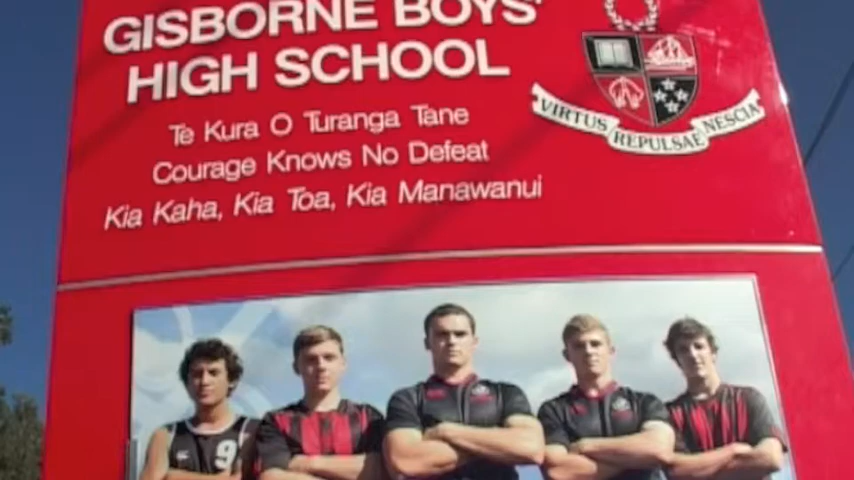 GISBORNE BOYS'
HIGH SCHOOL
Te Kura O Turanga Tane
Courage Knows No Defeat
Kia Kaha, Kia Toa, Kia Manawanui
VIRTUS REPULSAE NESCIA
9